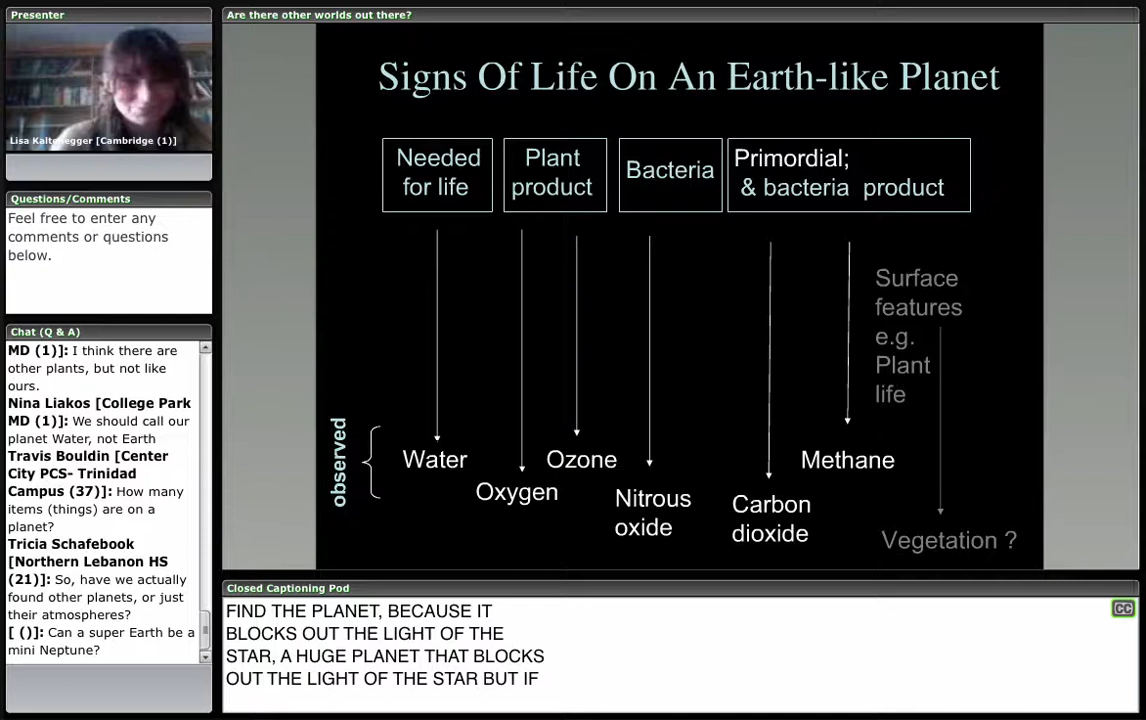 Presenter
Lisa Kaltenegger [Cambridge (1)]
Questions/Comments
Feel free to enter any
comments or questions
below.
Chat (Q & A)
MD (1)]: I think there are
other plants, but not like
ours.
Nina Liakos [College Park
MD (1)]: We should call our
planet Water, not Earth
Travis Bouldin [Center
City PCS- Trinidad
Campus (37)]: How many
items (things) are on a
planet?
Tricia Schafebook
[Northern Lebanon HS
(21)]: So, have we actually
found other planets, or just
their atmospheres?
[ ()]: Can a super Earth be a
mini Neptune?
Are there other worlds out there?
Signs Of Life On An Earth-like Planet
Needed
for life
Plant
product
Bacteria
Primordial;
& bacteria product
Surface
features
e.g.
Plant
life
observed
Water
Oxygen
Ozone
Nitrous
oxide
Carbon
dioxide
Methane
Vegetation ?
Closed Captioning Pod
FIND THE PLANET, BECAUSE IT
BLOCKS OUT THE LIGHT OF THE
STAR, A HUGE PLANET THAT BLOCKS
OUT THE LIGHT OF THE STAR BUT IF
CC